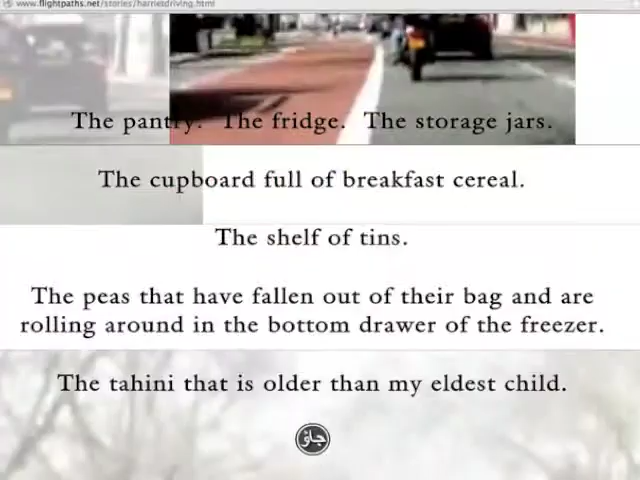 www.flightpaths.net/stories/harrietdriving.html
The pantry. The fridge. The storage jars.
The cupboard full of breakfast cereal.
The shelf of tins.
The peas that have fallen out of their bag and are
rolling around in the bottom drawer of the freezer.
The tahini that is older than my eldest child.
جاؤ